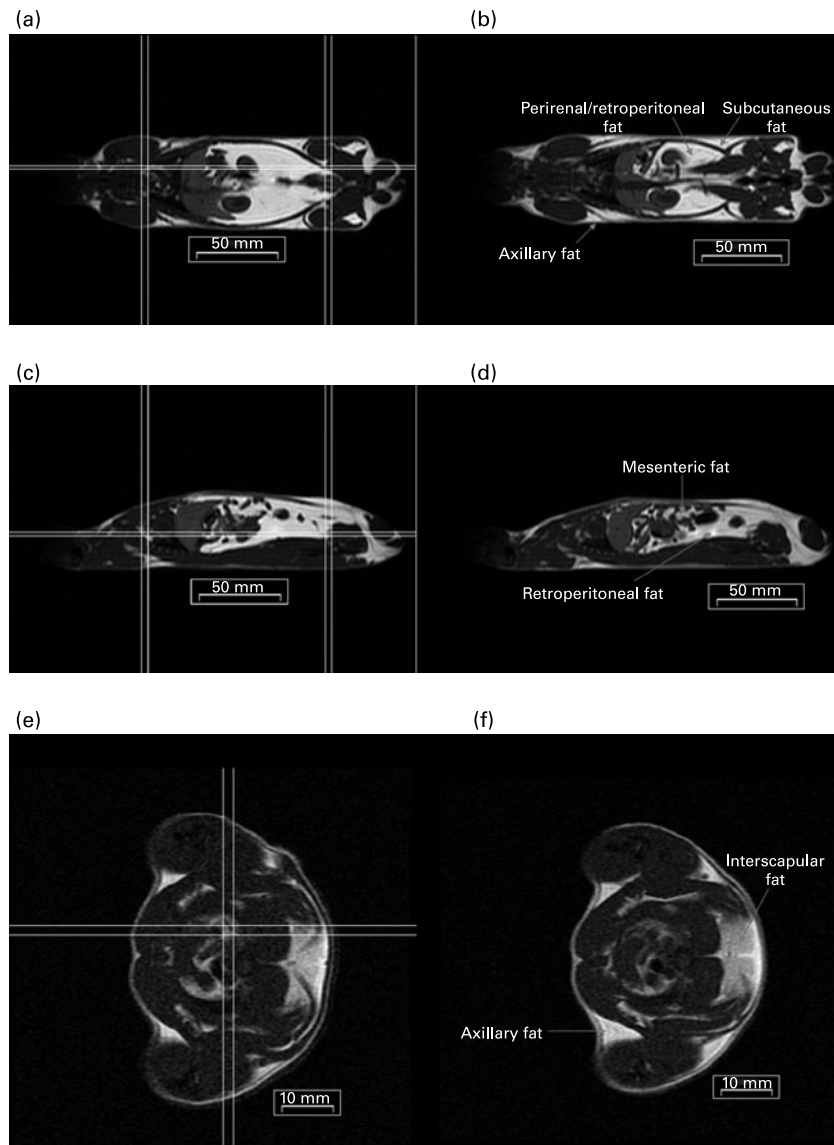 (a)
(b)
Perirenal/retroperitoneal
fat
Subcutaneous
fat
50 mm
Axillary fat
50 mm
(c)
(d)
Mesenteric fat
50 mm
Retroperitoneal fat
50 mm
(e)
(f)
Interscapular
fat
Axillary fat
10 mm
10 mm